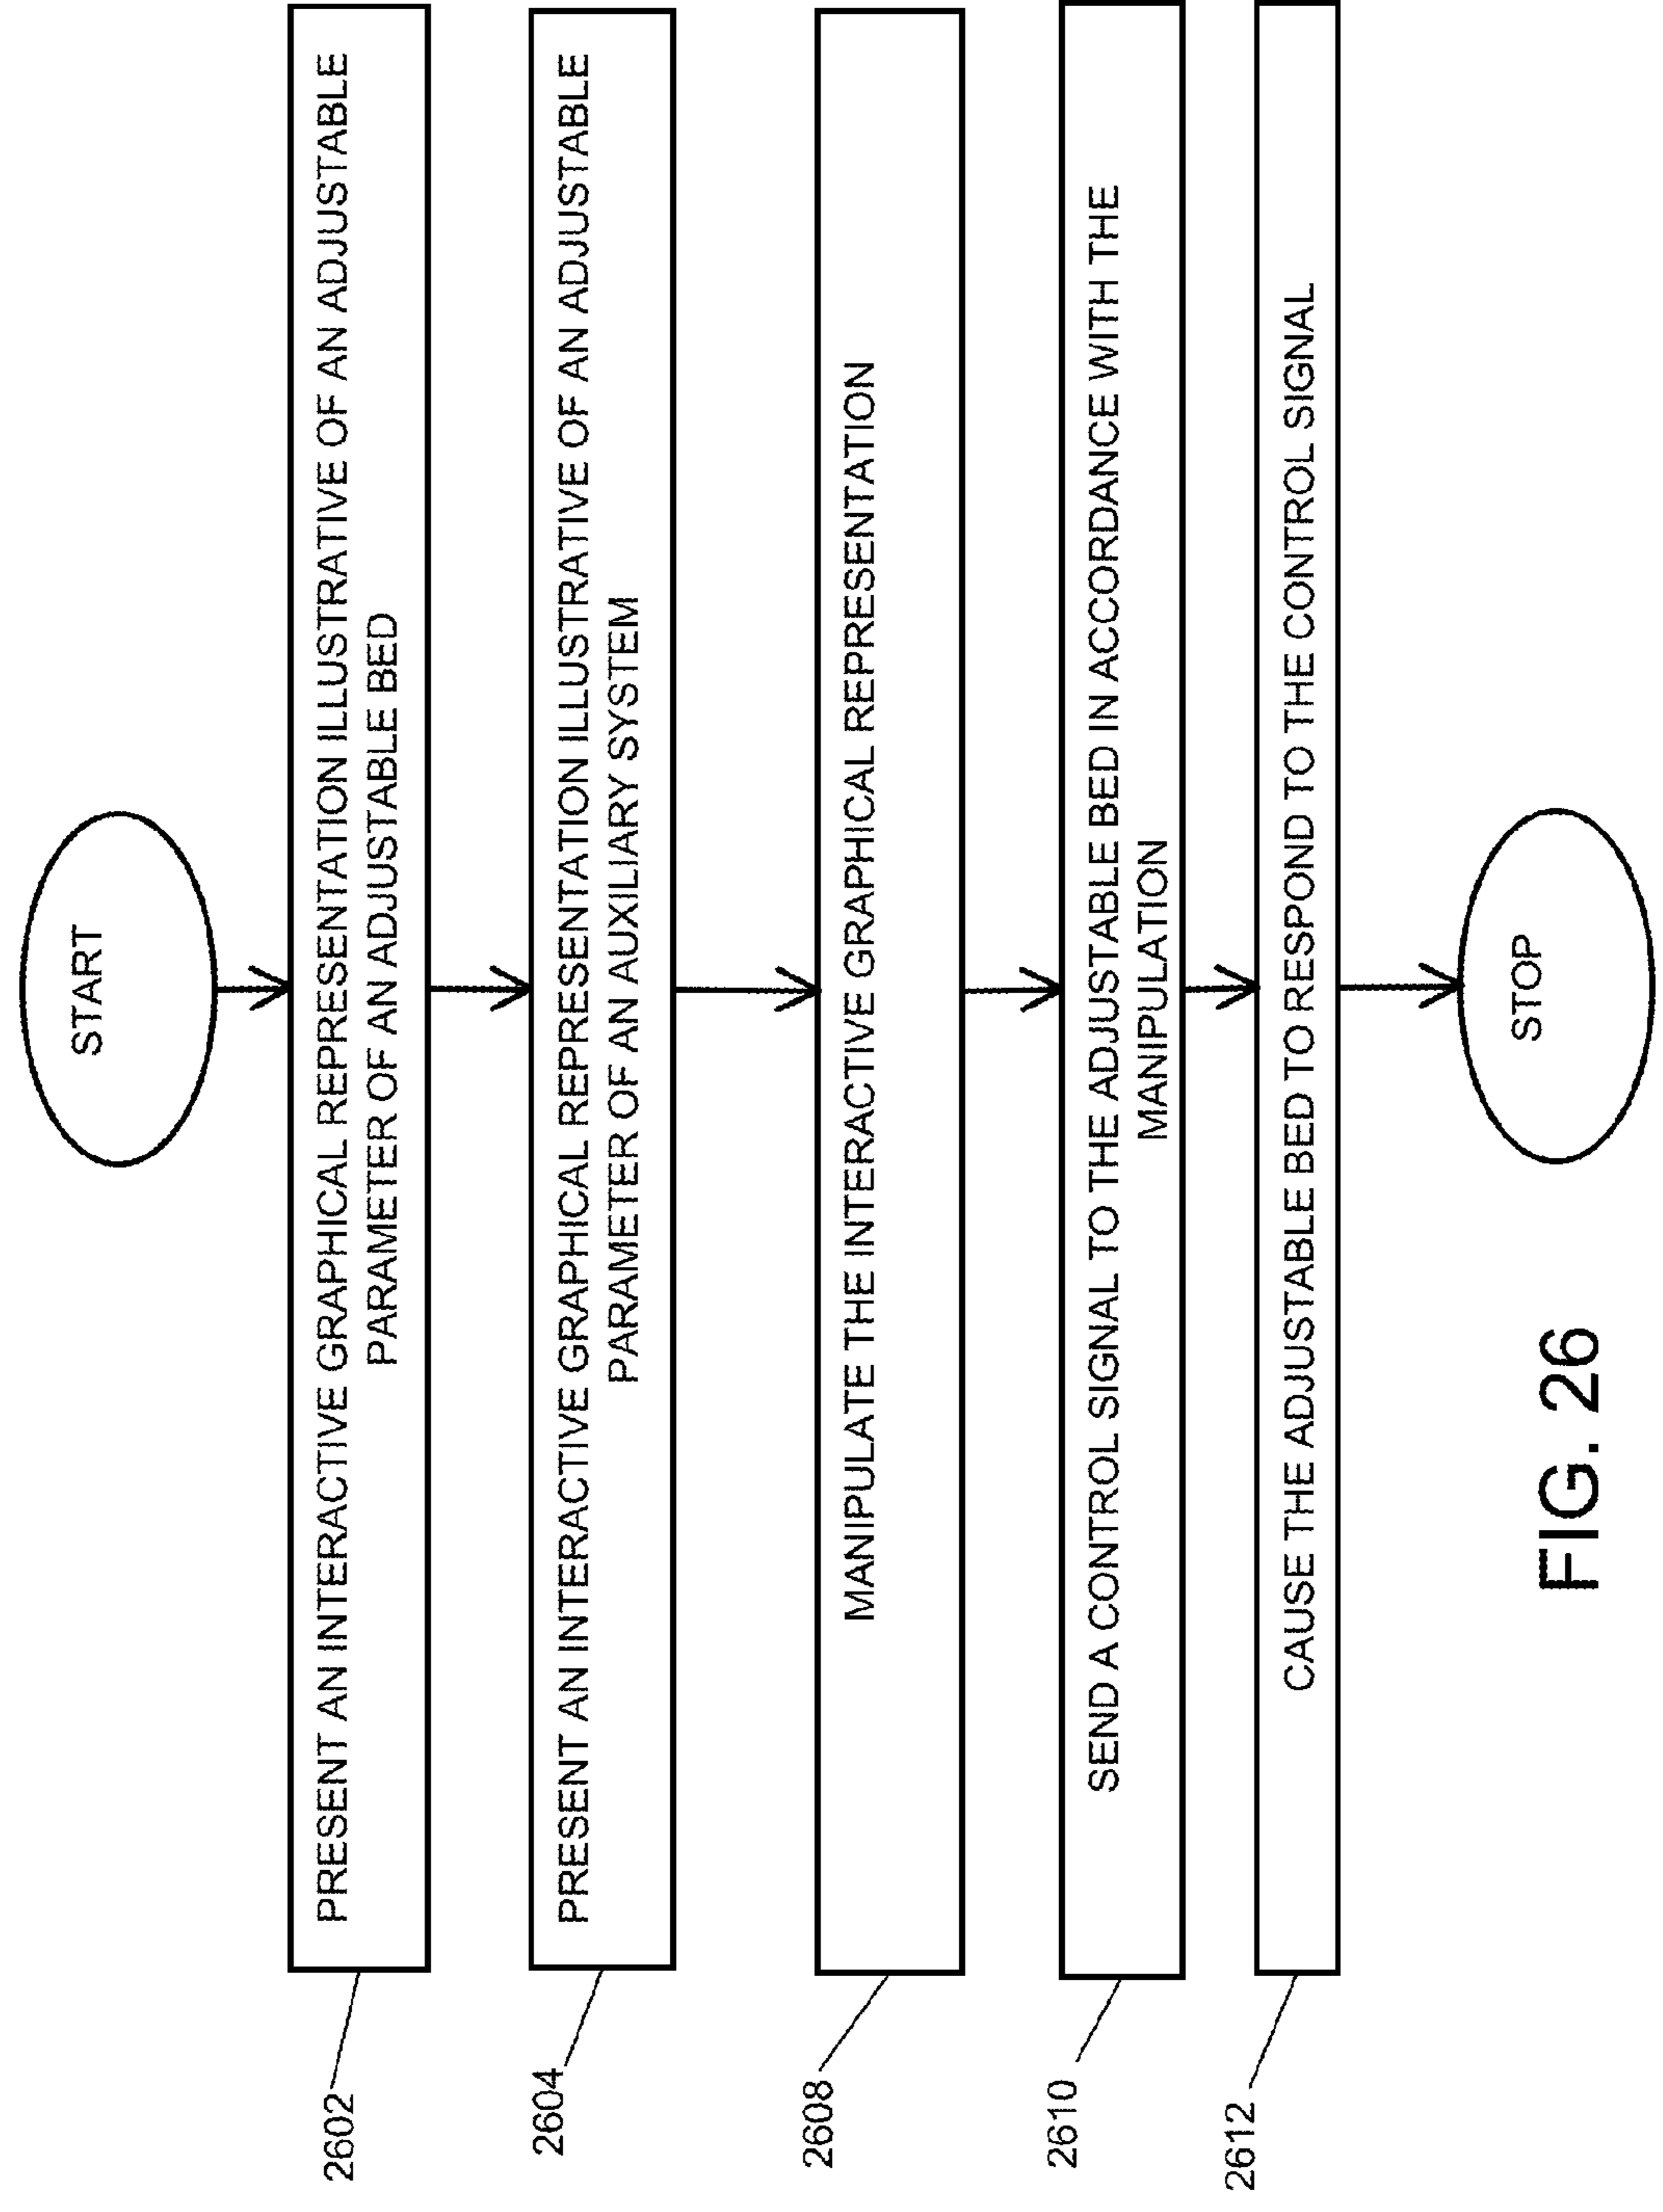 START
2602
PRESENT AN INTERACTIVE GRAPHICAL REPRESENTATION ILLUSTRATIVE OF AN ADJUSTABLE
PARAMETER OF AN ADJUSTABLE BED
2604
PRESENT AN INTERACTIVE GRAPHICAL REPRESENTATION ILLUSTRATIVE OF AN ADJUSTABLE
PARAMETER OF AN AUXILIARY SYSTEM
2608
MANIPULATE THE INTERACTIVE GRAPHICAL REPRESENTATION
2610
SEND A CONTROL SIGNAL TO THE ADJUSTABLE BED IN ACCORDANCE WITH THE
MANIPULATION
2612
CAUSE THE ADJUSTABLE BED TO RESPOND TO THE CONTROL SIGNAL
STOP
FIG. 26